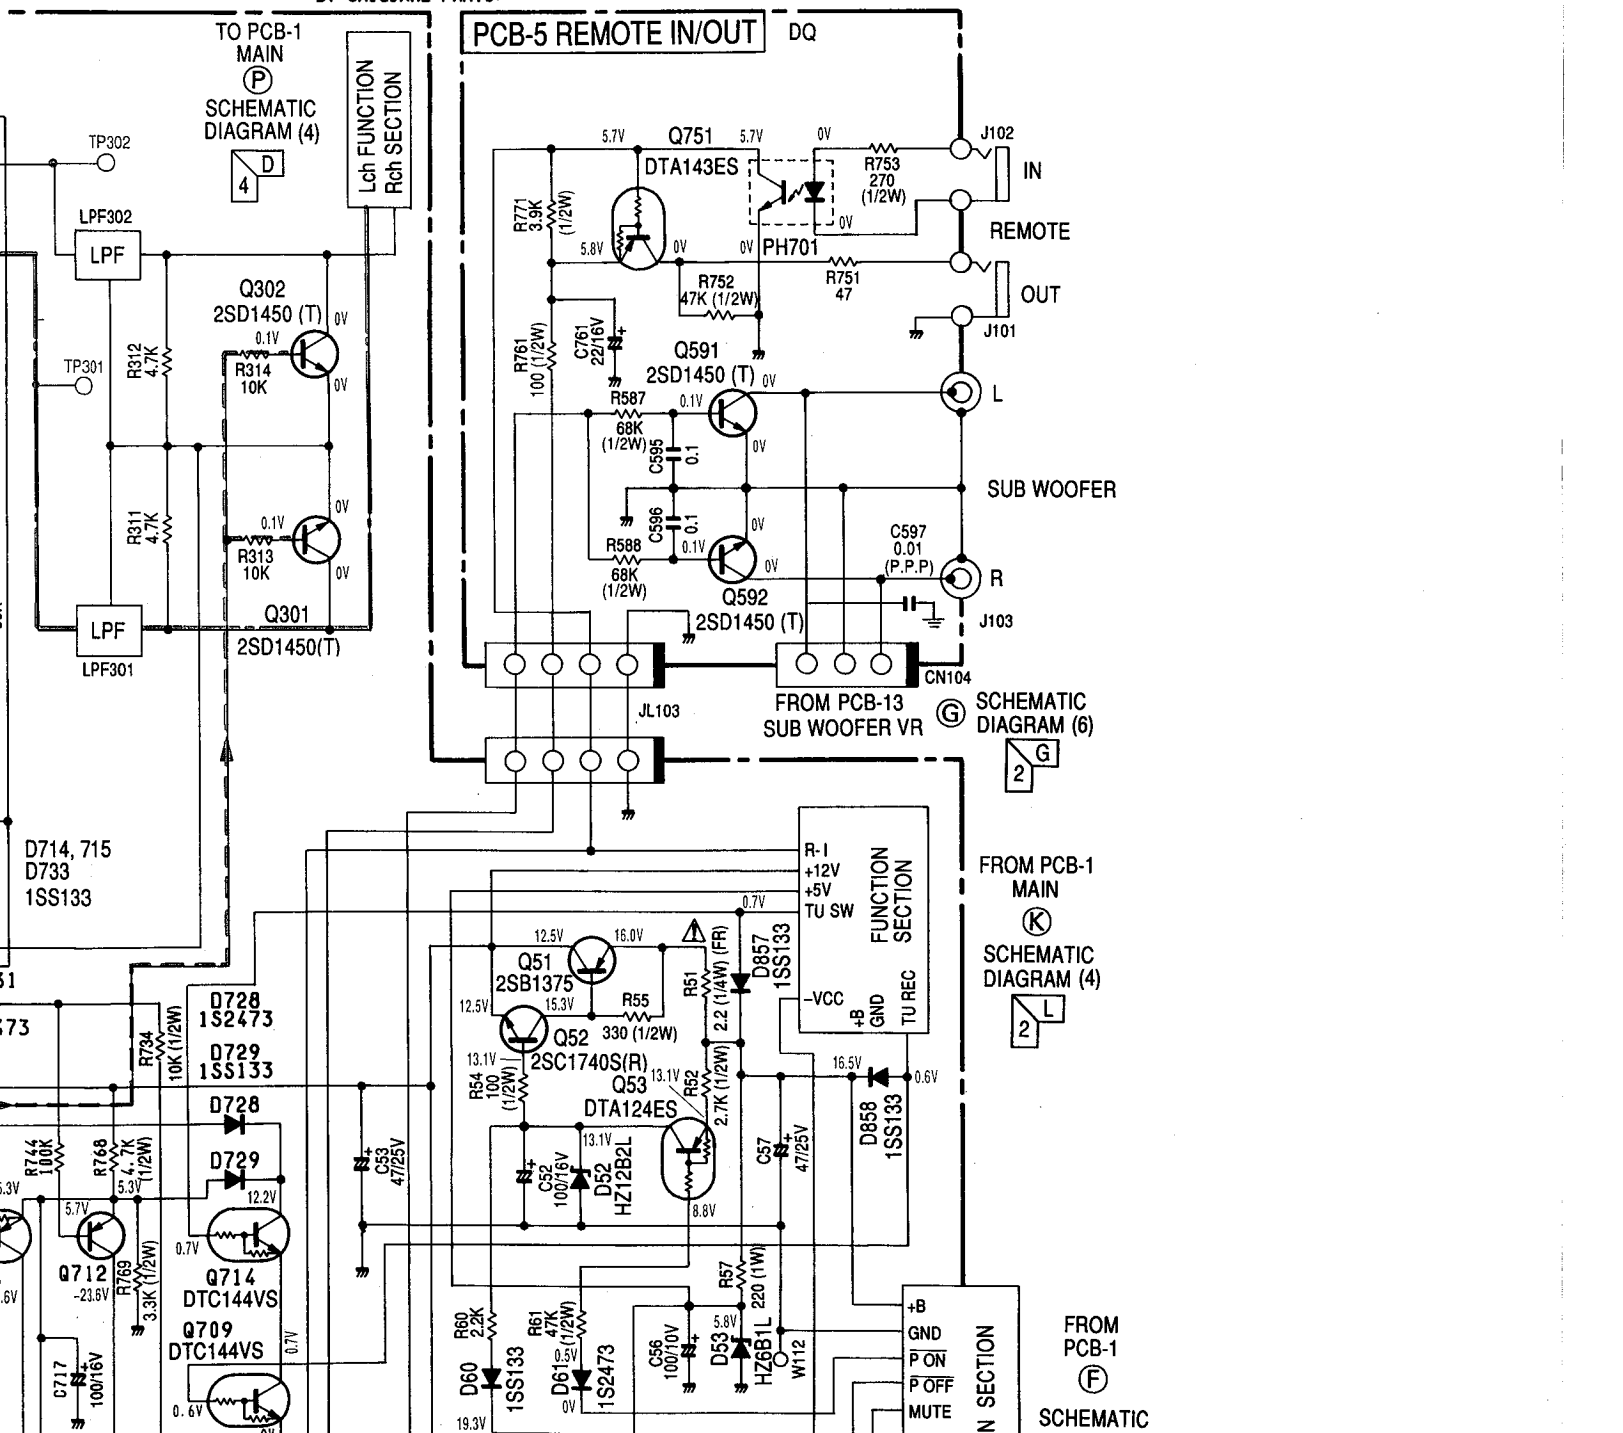 TO PCB-1
MAIN
P
SCHEMATIC
DIAGRAM (4)
D
4
Lch FUNCTION
Rch SECTION
TP302
LPF302
LPF
Q302
2SD1450 (T)
0.1V
0V
R314
10K
0V
R312
4.7K
TP301
R311
4.7K
0.1V
0V
R313
10K
0V
Q301
2SD1450(T)
LPF
LPF301
PCB-5 REMOTE IN/OUT
DQ
5.7V
Q751
DTA143ES
5.7V
0V
R753
270
(1/2W)
J102
IN
REMOTE
R771
3.9K
(1/2W)
5.8V
0V
0V
PH701
0V
R752
47K (1/2W)
R751
47
OUT
J101
R761
100 (1/2W)
C761
22/16V
Q591
2SD1450 (T)
0V
R587
68K
(1/2W)
0.1V
0V
C595
0.1
L
SUB WOOFER
C596
0.1
0V
R588
68K
(1/2W)
0.1V
0V
Q592
2SD1450 (T)
C597
0.01
(P.P.P)
R
J103
CN104
JL103
FROM PCB-13
SUB WOOFER VR
G
SCHEMATIC
DIAGRAM (6)
G
2
D714, 715
D733
1SS133
R-I
+12V
+5V
TU SW
FUNCTION
SECTION
-VCC
+B
GND
TU REC
FROM PCB-1
MAIN
K
SCHEMATIC
DIAGRAM (4)
L
2
0.7V
12.5V
16.0V
Q51
2SB1375
12.5V
15.3V
R55
330 (1/2W)
R51
2.2 (1/4W) (FR)
D857
1SS133
Q52
2SC1740S(R)
13.1V
R54
100
(1/2W)
Q53
DTA124ES
13.1V
R52
2.7K (1/2W)
16.5V
0.6V
D858
1SS133
13.1V
C52
100/16V
D52
HZ12B2L
8.8V
C57
47/25V
C53
47/25V
R734
10K (1/2W)
D728
1S2473
D729
1SS133
D728
D729
12.2V
R744
100K
R768
4.7K
(1/2W)
5.3V
5.7V
Q712
-23.6V
R769
3.3K (1/2W)
0.7V
Q714
DTC144VS
Q709
DTC144VS
0.7V
0.6V
0V
C717
100/16V
R60
2.2K
D60
1SS133
19.3V
R61
47K
(1/2W)
0.5V
D61
1S2473
0V
C56
100/10V
R57
220 (1W)
5.8V
D53
HZ6B1L
W112
+B
GND
P ON
P OFF
MUTE
N SECTION
FROM
PCB-1
F
SCHEMATIC